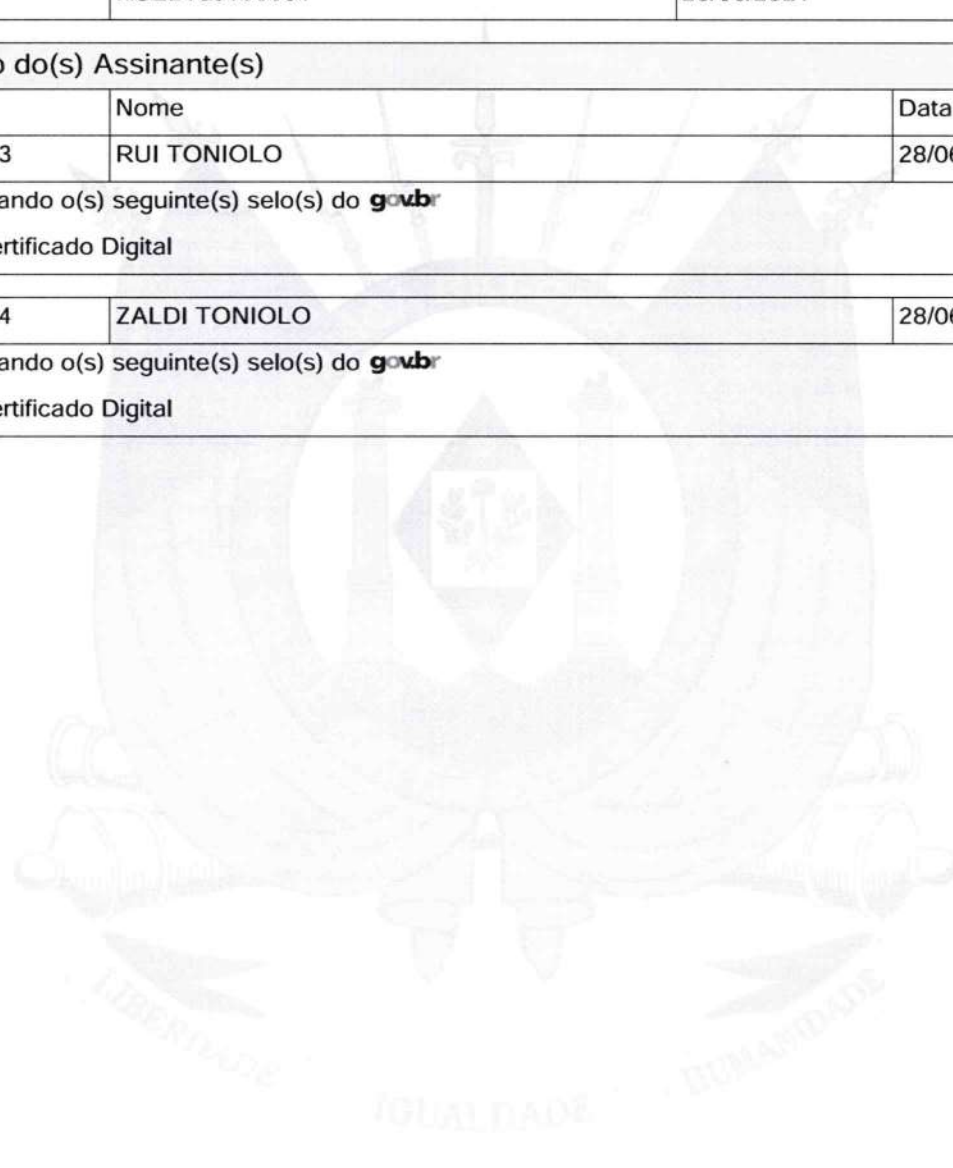 o do(s) Assinante(s)
Nome Data
3 RUI TONIOLO 28/06
ando o(s) seguinte(s) selo(s) do gov.br
ertificado Digital
4 ZALDI TONIOLO 28/06
ando o(s) seguinte(s) selo(s) do gov.br
ertificado Digital
LIBERDADE IGUALDADE HUMANIDADE